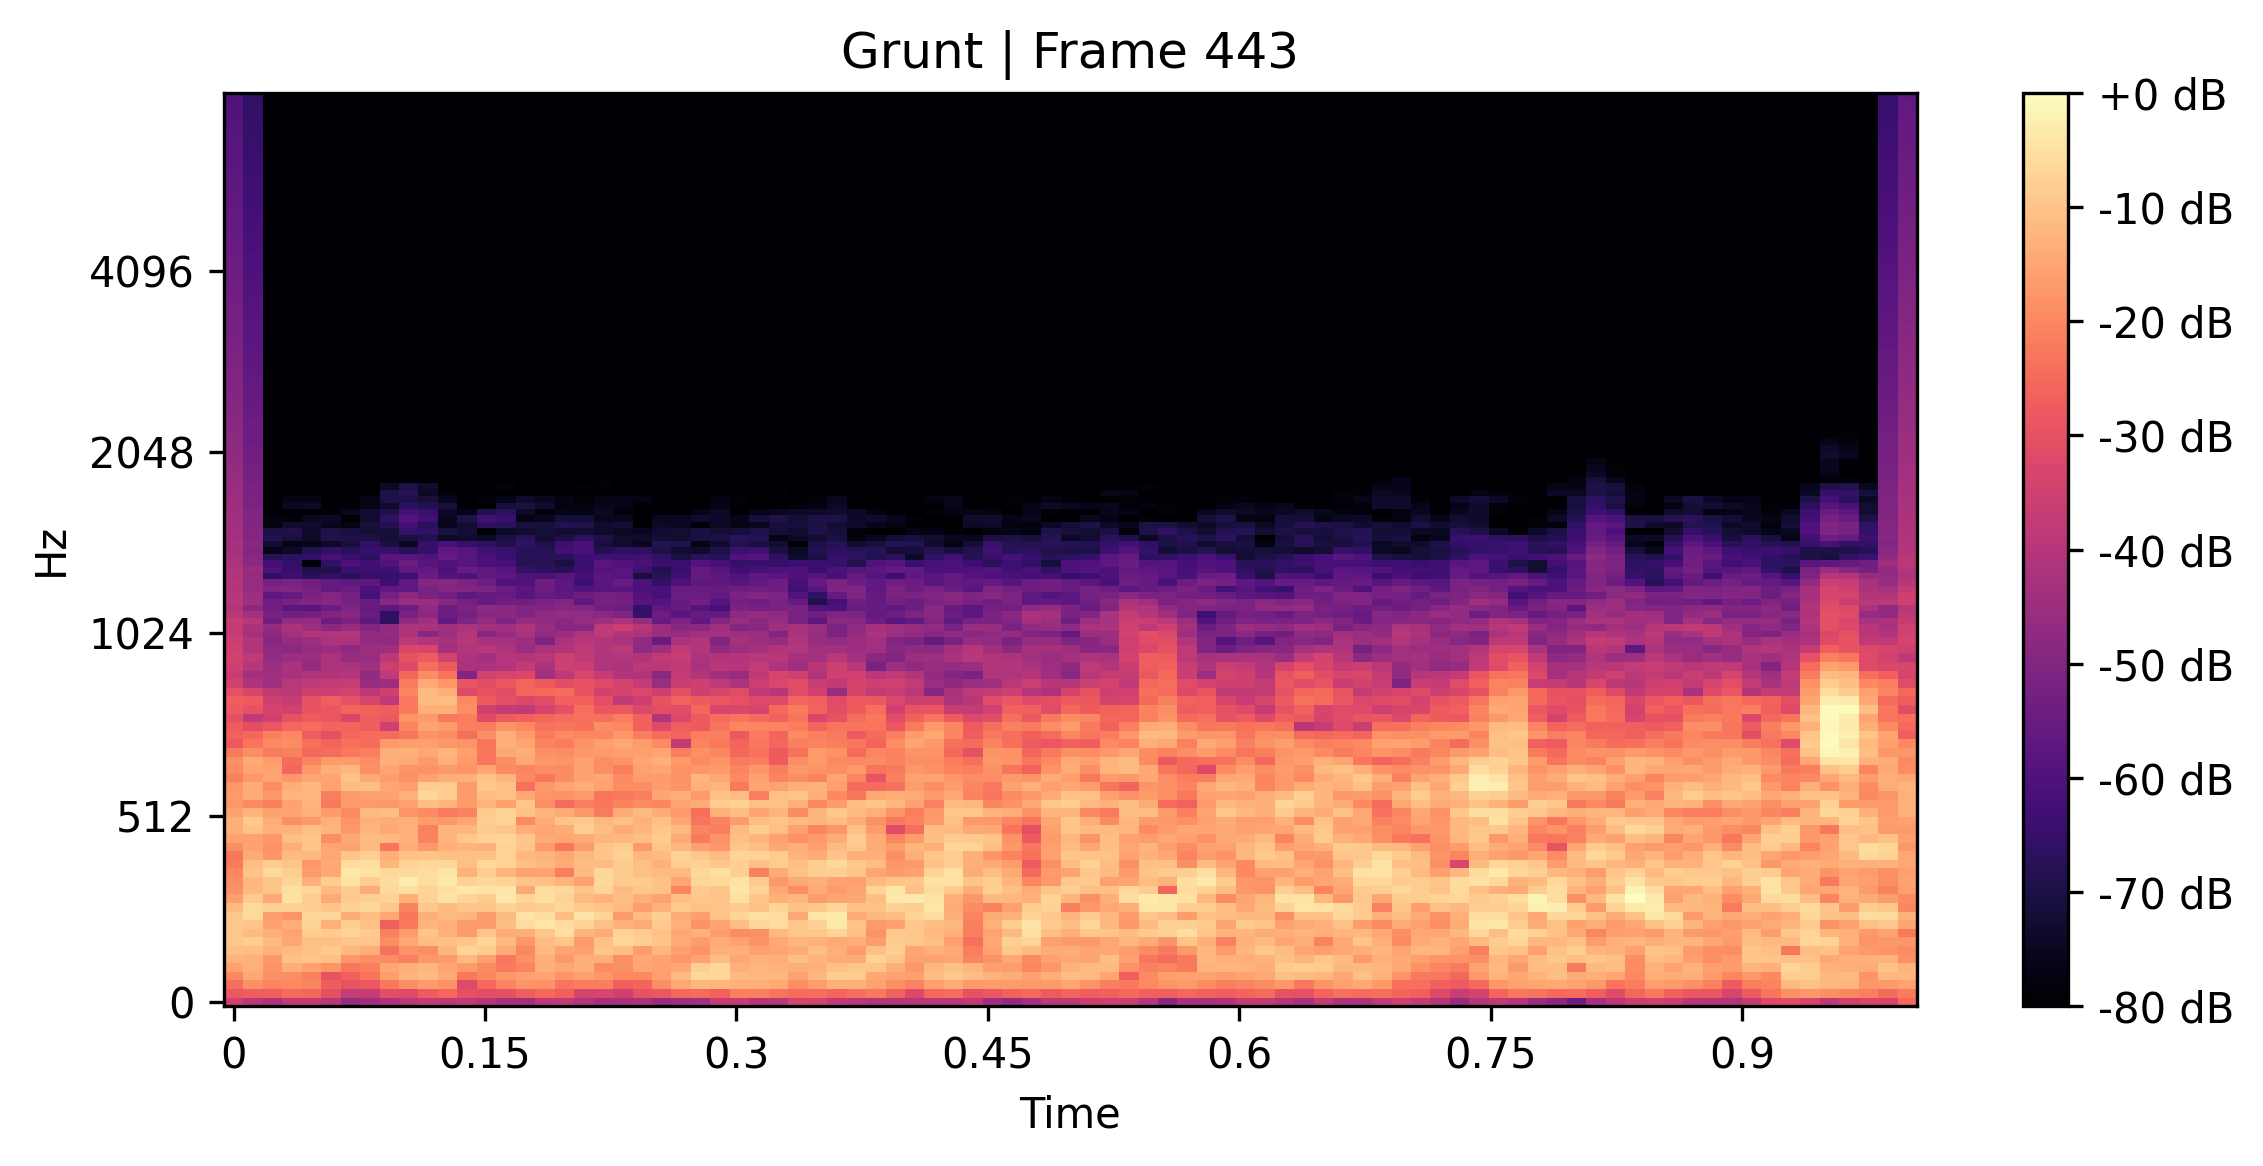 Grunt | Frame 443
+0 dB
-10 dB
-20 dB
-30 dB
-40 dB
-50 dB
-60 dB
-70 dB
-80 dB
Hz
4096
2048
1024
512
0
0 0.15 0.3 0.45 0.6 0.75 0.9
Time